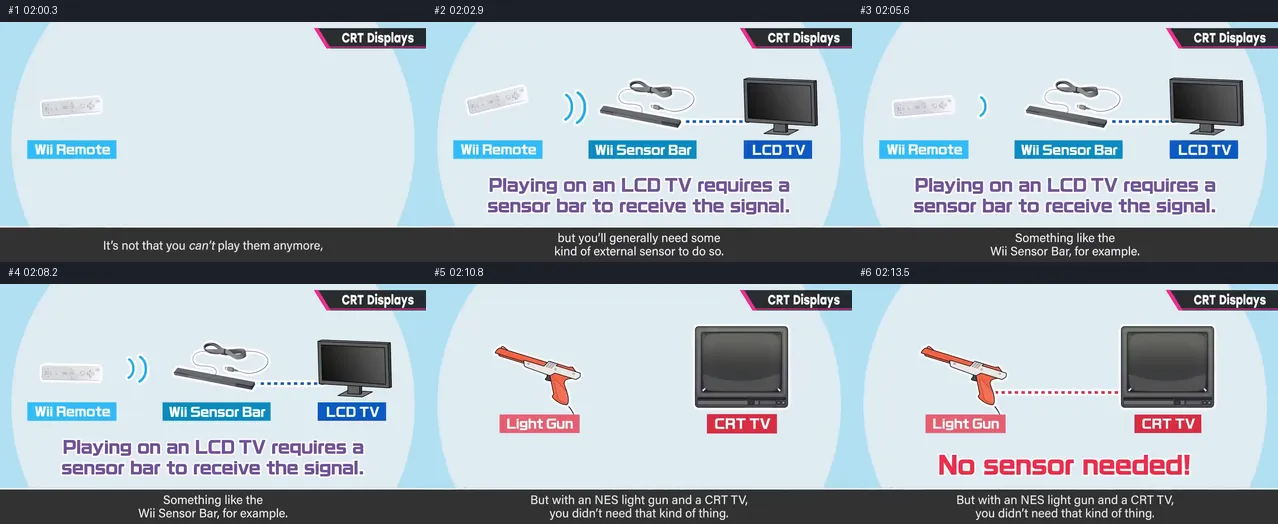 #1 02:00.3
CRT Displays
Wii Remote
It's not that you can't play them anymore,
#2 02:02.9
CRT Displays
Wii Remote
Wii Sensor Bar
LCD TV
Playing on an LCD TV requires a
sensor bar to receive the signal.
but you'll generally need some
kind of external sensor to do so.
#3 02:05.6
CRT Displays
Wii Remote
Wii Sensor Bar
LCD TV
Playing on an LCD TV requires a
sensor bar to receive the signal.
Something like the
Wii Sensor Bar, for example.
#4 02:08.2
CRT Displays
Wii Remote
Wii Sensor Bar
LCD TV
Playing on an LCD TV requires a
sensor bar to receive the signal.
Something like the
Wii Sensor Bar, for example.
#5 02:10.8
CRT Displays
Light Gun
CRT TV
But with an NES light gun and a CRT TV,
you didn't need that kind of thing.
#6 02:13.5
CRT Displays
Light Gun
CRT TV
No sensor needed!
But with an NES light gun and a CRT TV,
you didn't need that kind of thing.